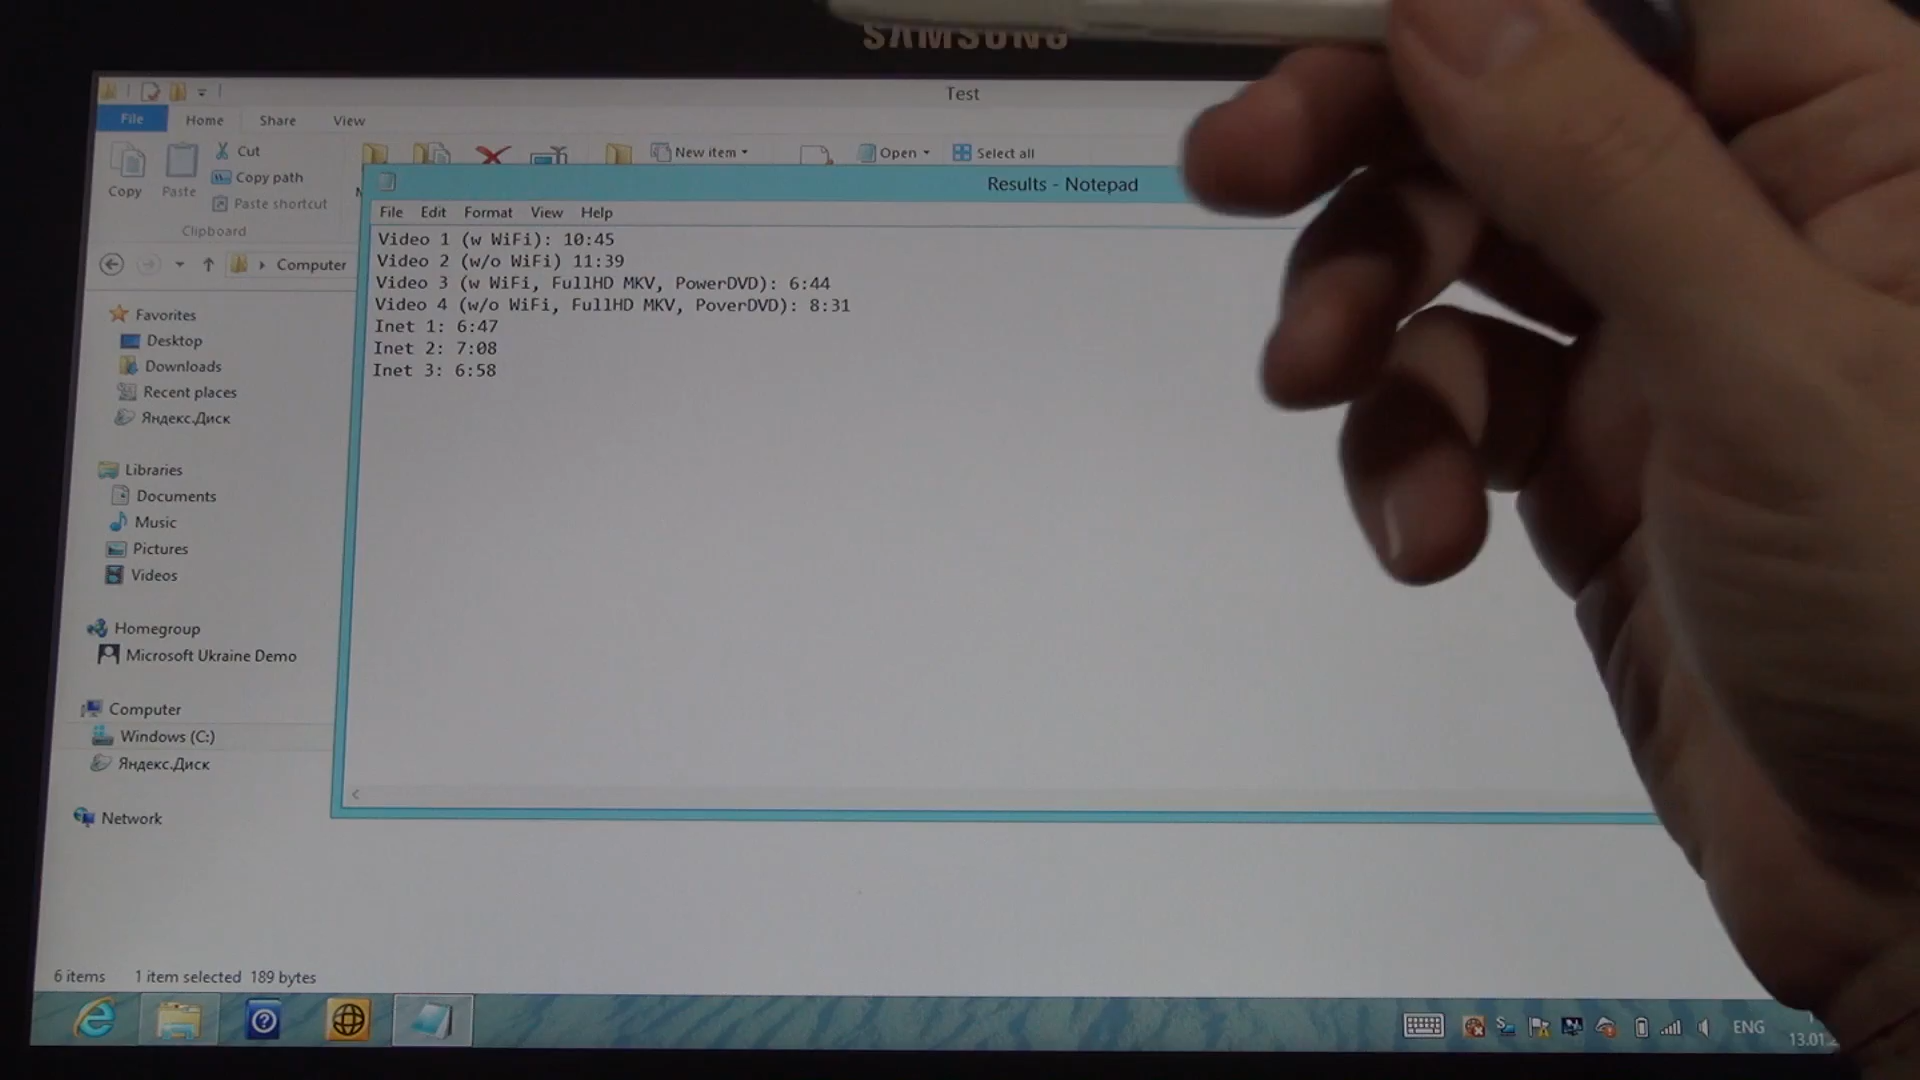 SAMSUNG
Test
File Home Share View
Cut
Copy path
Paste shortcut
Copy
Paste
Clipboard
New item
Open
Select all
Results - Notepad
File Edit Format View Help
Video 1 (w WiFi): 10:45
Video 2 (w/o WiFi) 11:39
Video 3 (w WiFi, FullHD MKV, PowerDVD): 6:44
Video 4 (w/o WiFi, FullHD MKV, PoverDVD): 8:31
Inet 1: 6:47
Inet 2: 7:08
Inet 3: 6:58
Computer
Favorites
Desktop
Downloads
Recent places
Яндекс.Диск
Libraries
Documents
Music
Pictures
Videos
Homegroup
Microsoft Ukraine Demo
Computer
Windows (C:)
Яндекс.Диск
Network
6 items 1 item selected 189 bytes
ENG
13.01.